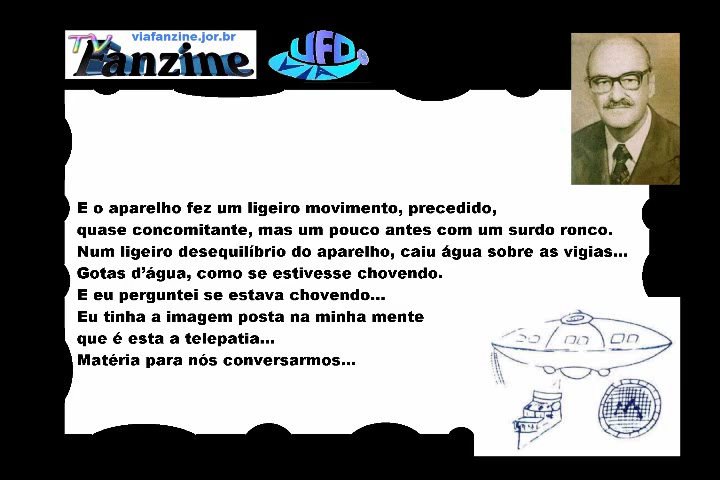 viafanzine.jor.br
TV Fanzine
UFO
VIA
E o aparelho fez um ligeiro movimento, precedido,
quase concomitante, mas um pouco antes com um surdo ronco.
Num ligeiro desequilíbrio do aparelho, caiu água sobre as vigias...
Gotas d'água, como se estivesse chovendo.
E eu perguntei se estava chovendo...
Eu tinha a imagem posta na minha mente
que é esta a telepatia...
Matéria para nós conversarmos...